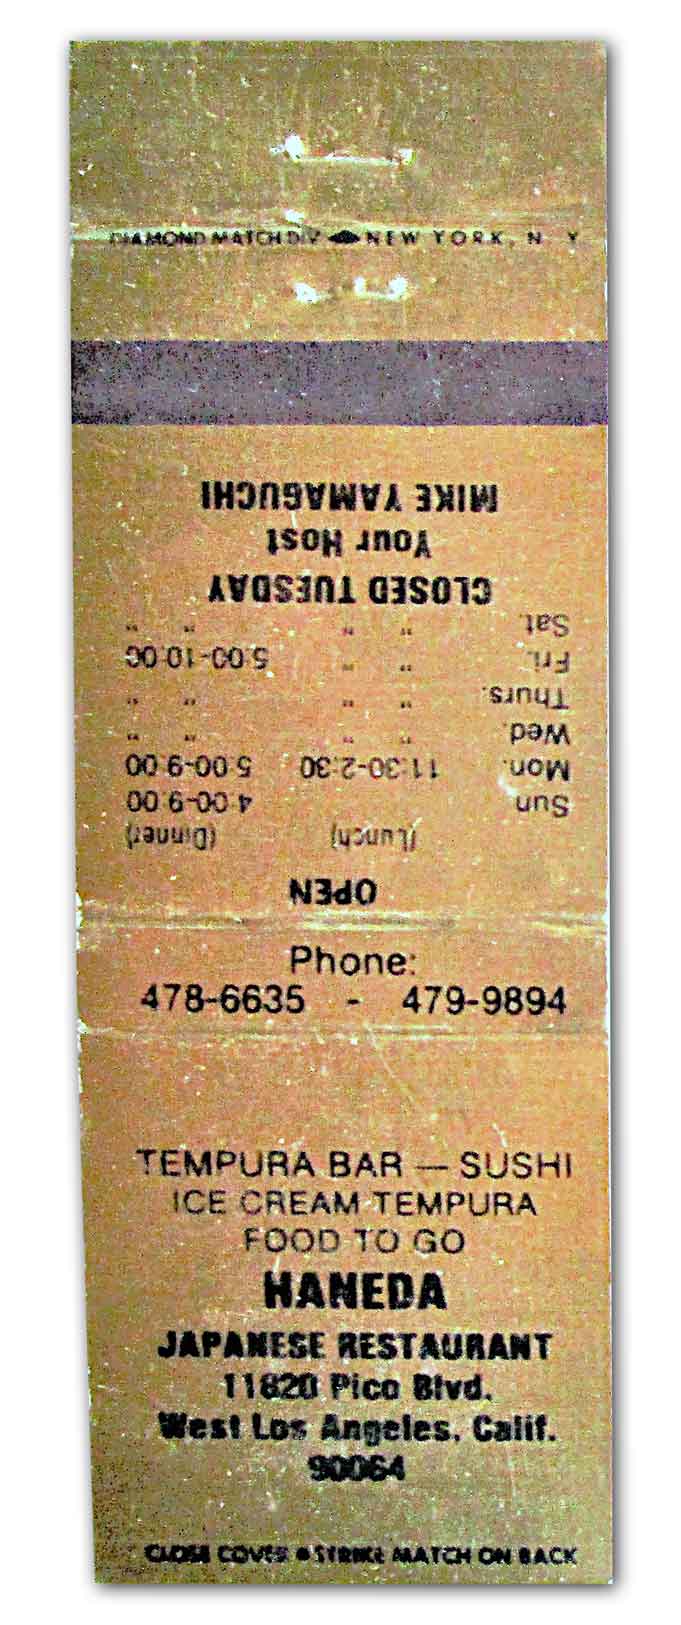 DIAMOND MATCH DIV NEW YORK, N Y
OPEN
(Lunch) (Dinner)
Sun 4:00-9:00
Mon. 11:30-2:30 5:00-9:00
Wed. " " " "
Thurs. " " " "
Fri. " " 5:00-10:00
Sat. " " " "
CLOSED TUESDAY
Your Host
MIKE YAMAGUCHI
Phone:
478-6635 - 479-9894
TEMPURA BAR — SUSHI
ICE CREAM TEMPURA
FOOD TO GO
HANEDA
JAPANESE RESTAURANT
11820 Pico Blvd.
West Los Angeles, Calif.
90064
CLOSE COVER • STRIKE MATCH ON BACK